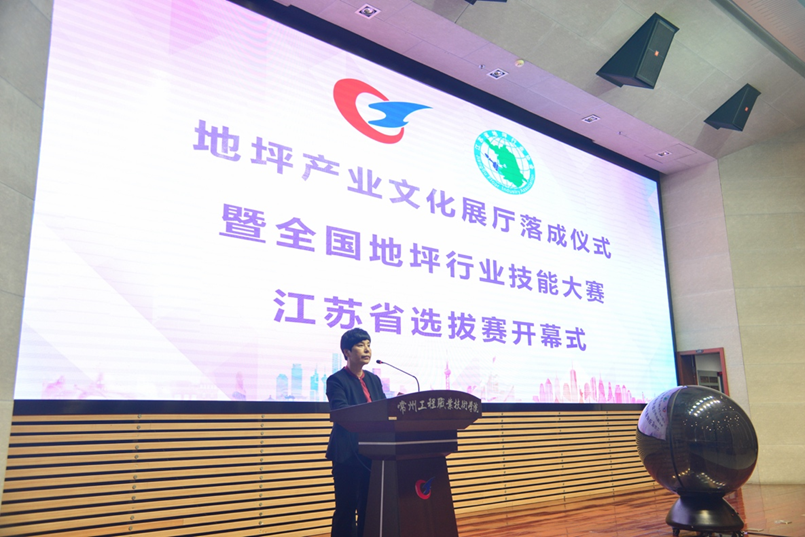 地坪产业文化展厅落成仪式
暨全国地坪行业技能大赛
江苏省选拔赛开幕式
常州工程职业技术学院